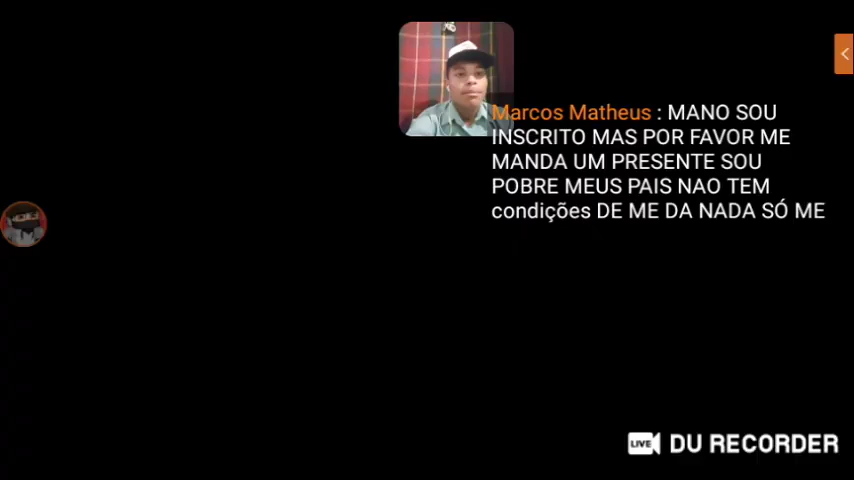 Marcos Matheus : MANO SOU
INSCRITO MAS POR FAVOR ME
MANDA UM PRESENTE SOU
POBRE MEUS PAIS NAO TEM
condições DE ME DA NADA SÓ ME
LIVE DU RECORDER